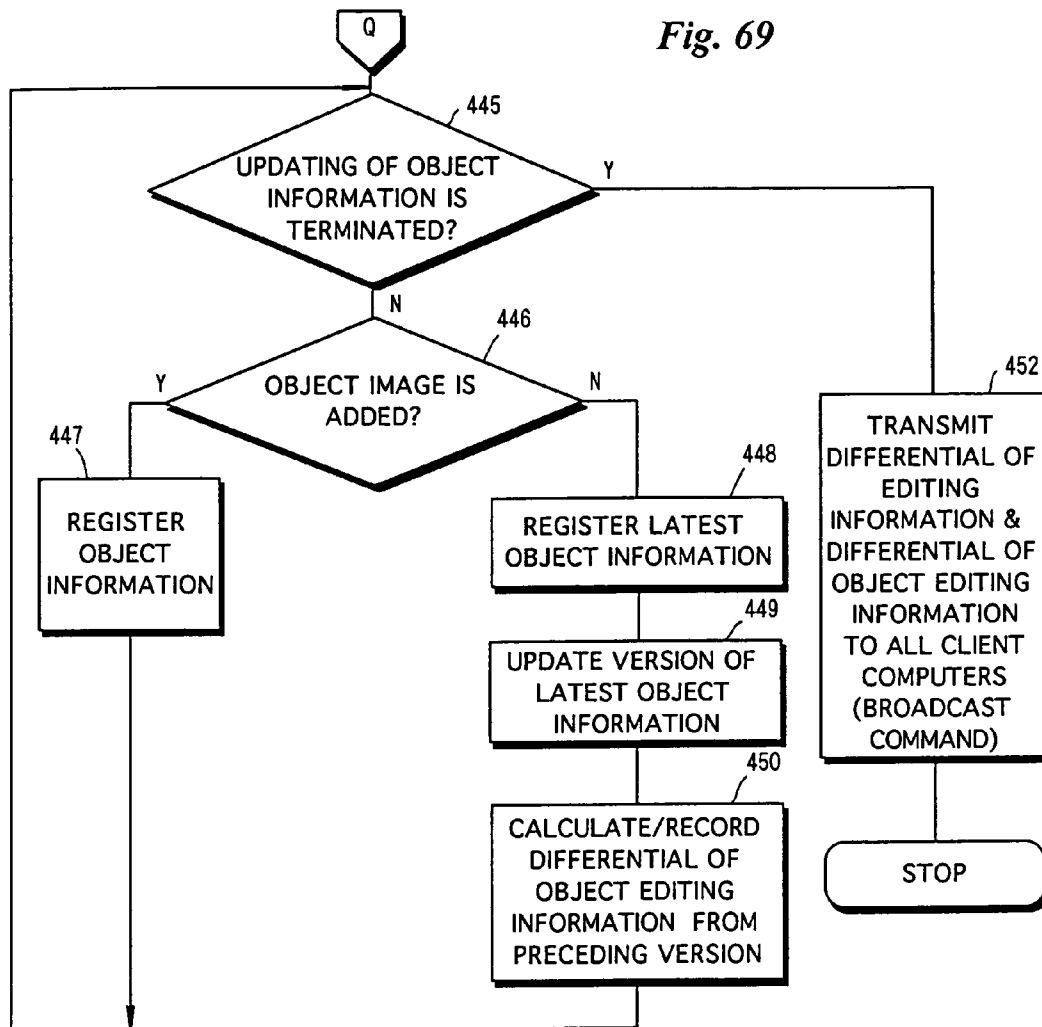 Q
Fig. 69
445
UPDATING OF OBJECT
INFORMATION IS
TERMINATED?
Y
N
446
OBJECT IMAGE IS
ADDED?
Y
N
447
REGISTER
OBJECT
INFORMATION
448
REGISTER LATEST
OBJECT INFORMATION
449
UPDATE VERSION OF
LATEST OBJECT
INFORMATION
450
CALCULATE/RECORD
DIFFERENTIAL OF
OBJECT EDITING
INFORMATION FROM
PRECEDING VERSION
452
TRANSMIT
DIFFERENTIAL OF
EDITING
INFORMATION &
DIFFERENTIAL OF
OBJECT EDITING
INFORMATION
TO ALL CLIENT
COMPUTERS
(BROADCAST
COMMAND)
STOP